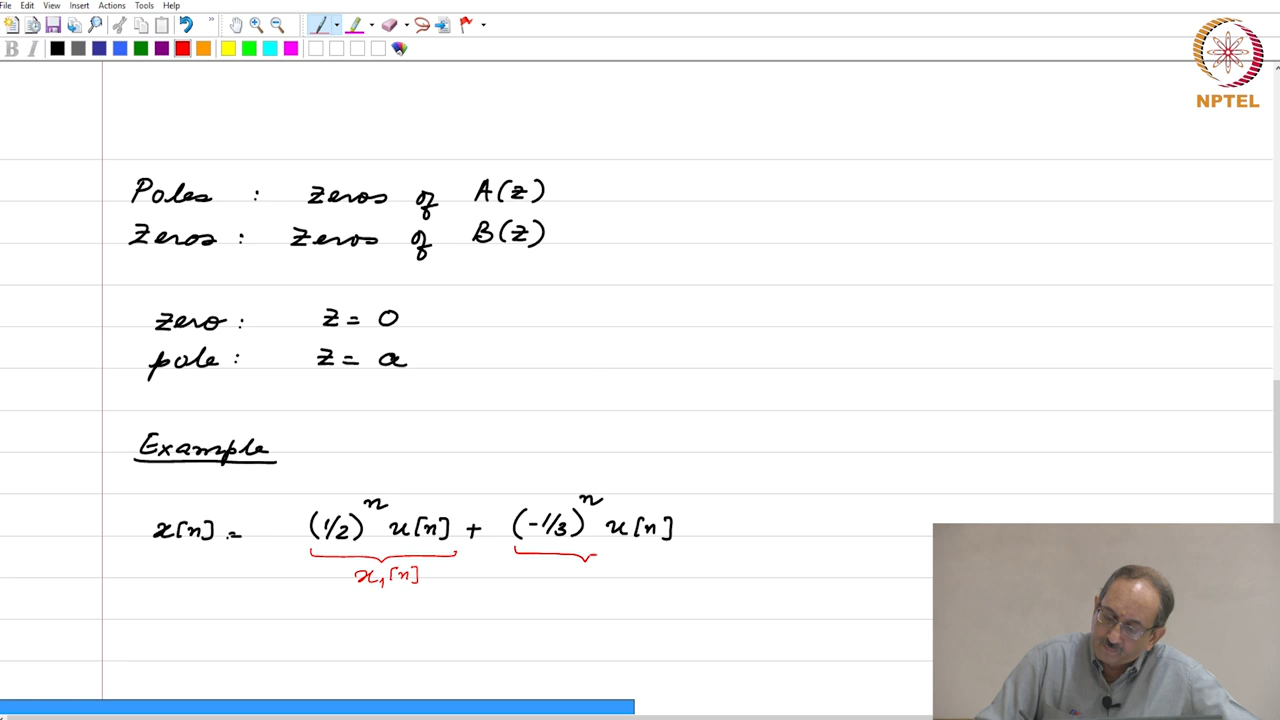 File Edit View Insert Actions Tools Help
NPTEL
Poles : zeros of A(z)
Zeros : zeros of B(z)
zero : z = 0
pole : z = a
Example
x[n] = (1/2)^n u[n] + (-1/3)^n u[n]
x₁[n]